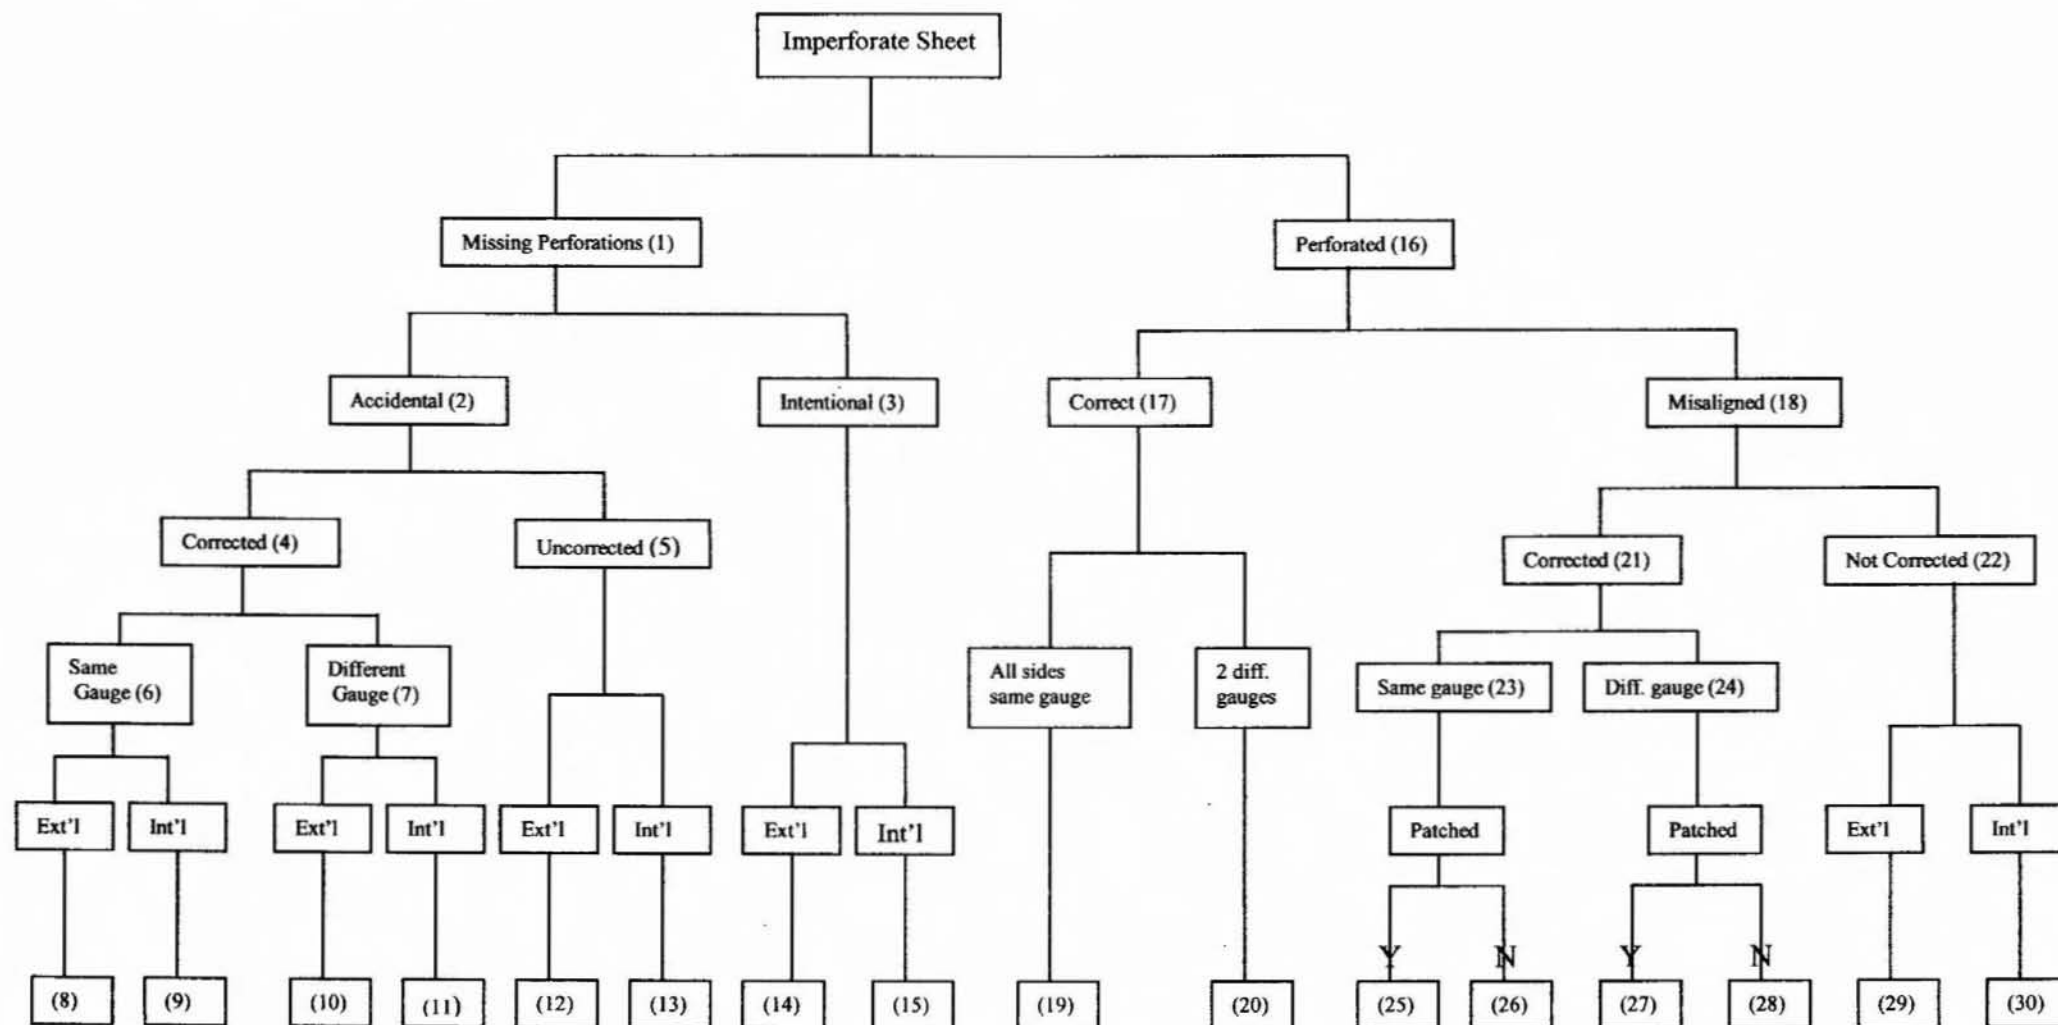 Imperforate Sheet
Missing Perforations (1)
Perforated (16)
Accidental (2)
Intentional (3)
Correct (17)
Misaligned (18)
Corrected (4)
Uncorrected (5)
Corrected (21)
Not Corrected (22)
Same
Gauge (6)
Different
Gauge (7)
All sides
same gauge
2 diff.
gauges
Same gauge (23)
Diff. gauge (24)
Ext'l
Int'l
Ext'l
Int'l
Ext'l
Int'l
Ext'l
Int'l
Patched
Patched
Ext'l
Int'l
Y
N
Y
N
(8)
(9)
(10)
(11)
(12)
(13)
(14)
(15)
(19)
(20)
(25)
(26)
(27)
(28)
(29)
(30)